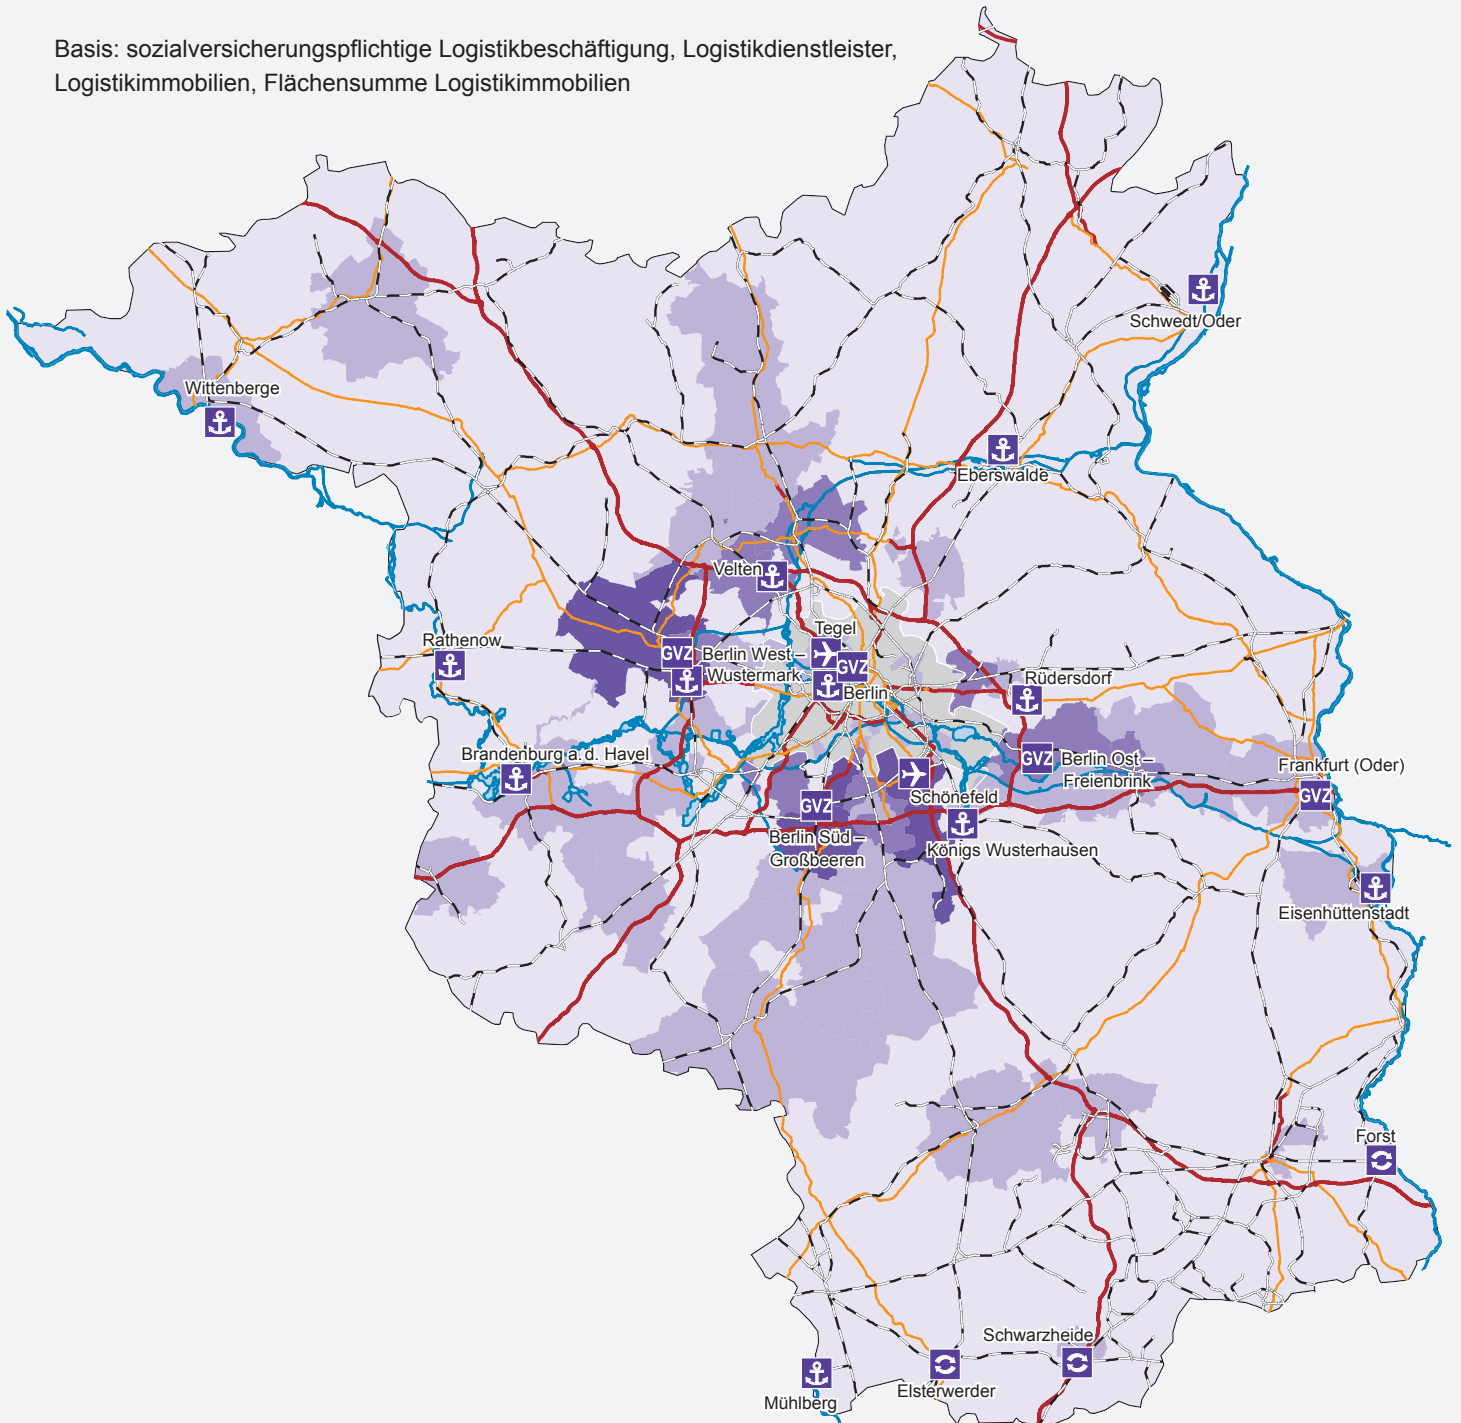 Basis: sozialversicherungspflichtige Logistikbeschäftigung, Logistikdienstleister,
Logistikimmobilien, Flächensumme Logistikimmobilien
Schwedt/Oder
Wittenberge
Eberswalde
Velten
Tegel
Rathenow
GVZ
Berlin West –
Wustermark
GVZ
Berlin
Rüdersdorf
Brandenburg a.d. Havel
GVZ
Berlin Ost –
Freienbrink
Frankfurt (Oder)
GVZ
Schönefeld
GVZ
Berlin Süd –
Großbeeren
Königs Wusterhausen
Eisenhüttenstadt
Forst
Schwarzheide
Elsterwerder
Mühlberg